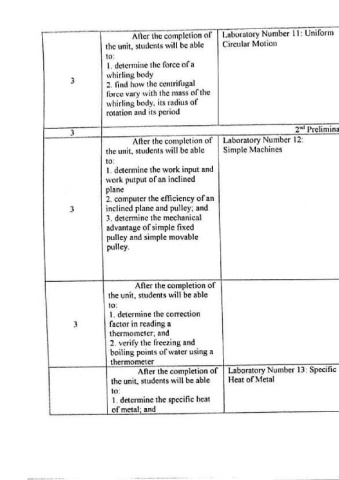 After the completion of
the unit, students will be able
to:
1. determine the force of a
whirling body
2. find how the centrifugal
force vary with the mass of the
whirling body, its radius of
rotation and its period
3
Laboratory Number 11: Uniform
Circular Motion
3
2nd Prelimina
After the completion of
the unit, students will be able
to:
1. determine the work input and
work putput of an inclined
plane
2. computer the efficiency of an
inclined plane and pulley; and
3. determine the mechanical
advantage of simple fixed
pulley and simple movable
pulley.
3
Laboratory Number 12:
Simple Machines
After the completion of
the unit, students will be able
to:
1. determine the correction
factor in reading a
thermometer; and
2. verify the freezing and
boiling points of water using a
thermometer
3
After the completion of
the unit, students will be able
to:
1. determine the specific heat
of metal; and
Laboratory Number 13: Specific
Heat of Metal